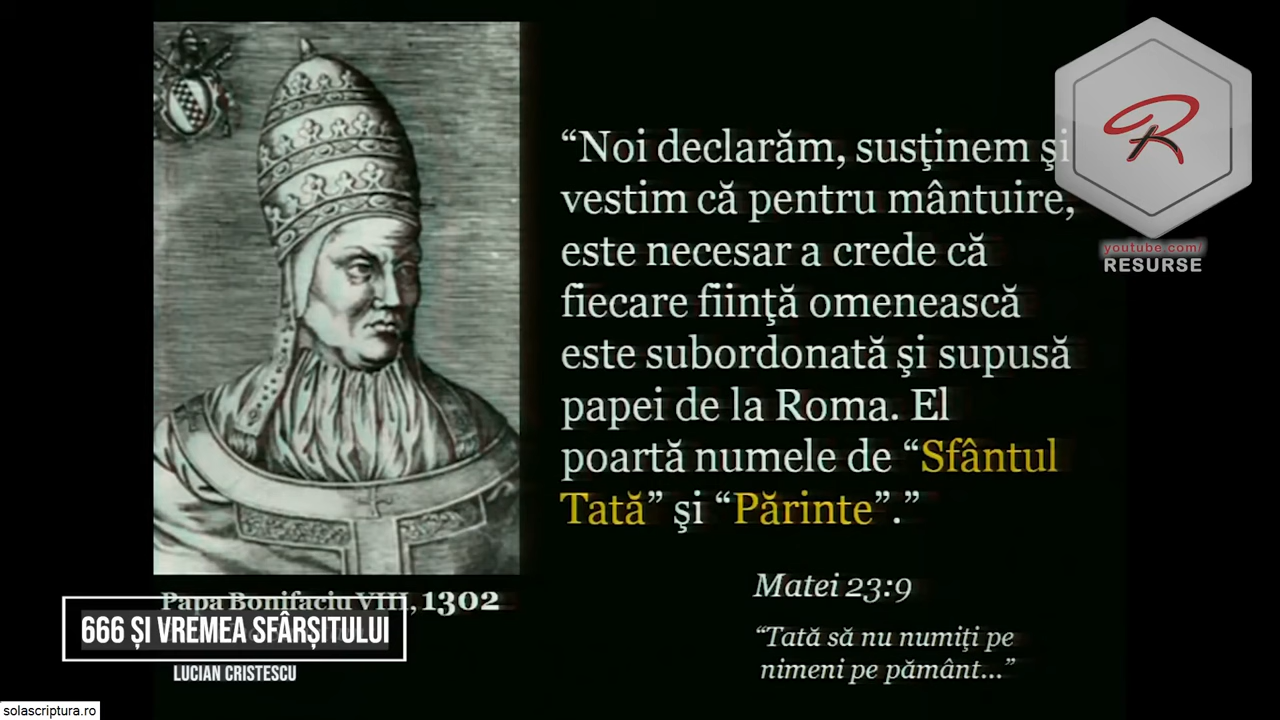 “Noi declarăm, susţinem şi
vestim că pentru mântuire,
este necesar a crede că
fiecare fiinţă omenească
este subordonată şi supusă
papei de la Roma. El
poartă numele de “Sfântul
Tată” şi “Părinte”.”
Matei 23:9
“Tată să nu numiţi pe
nimeni pe pământ...”
Papa Bonifaciu VIII, 1302
666 ȘI VREMEA SFÂRȘITULUI
LUCIAN CRISTESCU
solascriptura.ro
R
youtube.com/
RESURSE